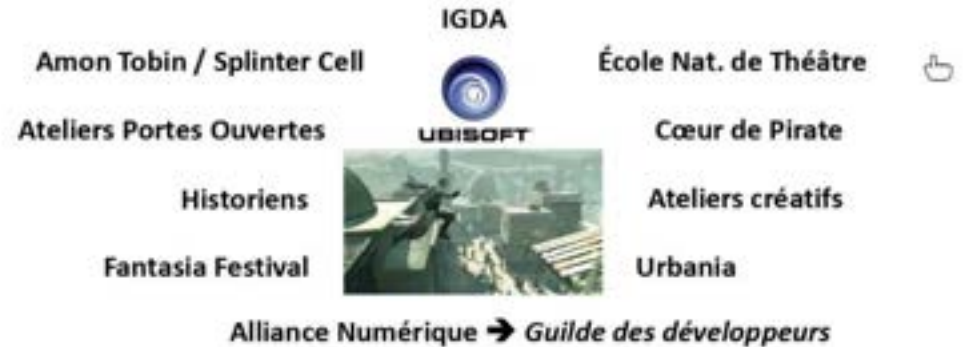 IGDA
Amon Tobin / Splinter Cell
École Nat. de Théâtre
Ateliers Portes Ouvertes
UBISOFT
Cœur de Pirate
Historiens
Ateliers créatifs
Fantasia Festival
Urbania
Alliance Numérique ➔ Guilde des développeurs